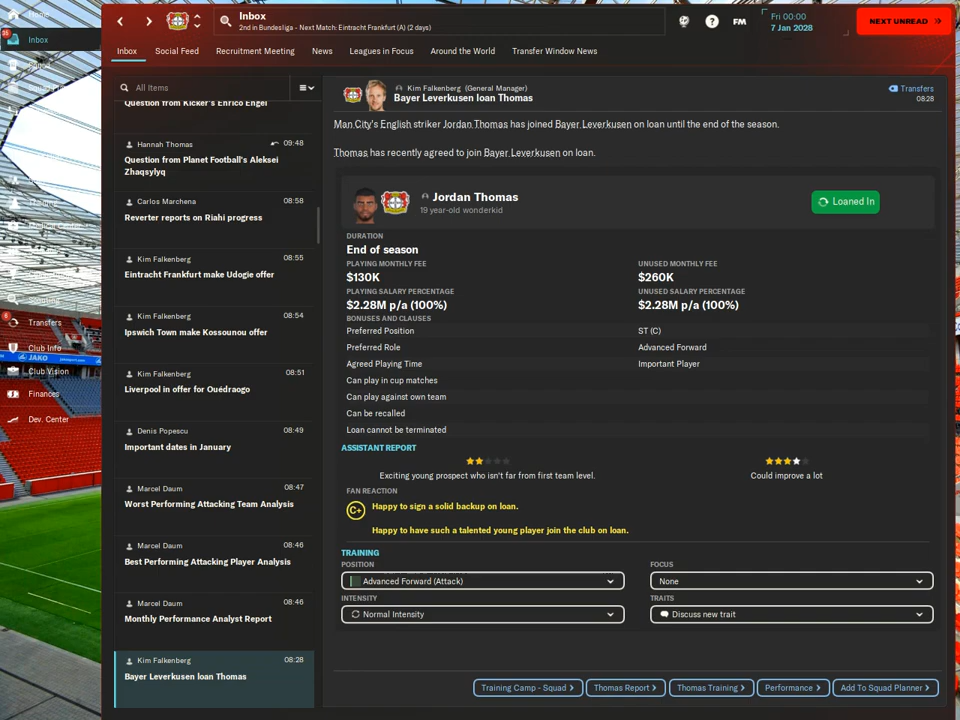 Home
Inbox
2nd in Bundesliga - Next Match: Eintracht Frankfurt (A) (2 days)
FM
Fri 00:00
7 Jan 2028
NEXT UNREAD
35
Inbox
Inbox
Social Feed
Recruitment Meeting
News
Leagues in Focus
Around the World
Transfer Window News
All Items
Question from Kicker's Enrico Engel
Hannah Thomas
09:48
Question from Planet Football's Aleksei
Zhaqsylyq
Carlos Marchena
08:58
Reverter reports on Riahi progress
Kim Falkenberg
08:55
Eintracht Frankfurt make Udogie offer
Kim Falkenberg
08:54
Ipswich Town make Kossounou offer
Kim Falkenberg
08:51
Liverpool in offer for Ouédraogo
Denis Popescu
08:49
Important dates in January
Marcel Daum
08:47
Worst Performing Attacking Team Analysis
Marcel Daum
08:46
Best Performing Attacking Player Analysis
Marcel Daum
08:46
Monthly Performance Analyst Report
Kim Falkenberg
08:28
Bayer Leverkusen loan Thomas
Scouting
6
Transfers
JAKO
Club Info
Club Vision
Finances
Dev. Center
Kim Falkenberg (General Manager)
Bayer Leverkusen loan Thomas
Transfers
08:28
Man City's English striker Jordan Thomas has joined Bayer Leverkusen on loan until the end of the season.
Thomas has recently agreed to join Bayer Leverkusen on loan.
Jordan Thomas
19 year-old wonderkid
Loaned In
DURATION
End of season
PLAYING MONTHLY FEE
UNUSED MONTHLY FEE
$130K
$260K
PLAYING SALARY PERCENTAGE
UNUSED SALARY PERCENTAGE
$2.28M p/a (100%)
$2.28M p/a (100%)
BONUSES AND CLAUSES
Preferred Position
ST (C)
Preferred Role
Advanced Forward
Agreed Playing Time
Important Player
Can play in cup matches
Can play against own team
Can be recalled
Loan cannot be terminated
ASSISTANT REPORT
Exciting young prospect who isn't far from first team level.
Could improve a lot
FAN REACTION
C+
Happy to sign a solid backup on loan.
Happy to have such a talented young player join the club on loan.
TRAINING
POSITION
FOCUS
Advanced Forward (Attack)
None
INTENSITY
TRAITS
Normal Intensity
Discuss new trait
Training Camp - Squad
Thomas Report
Thomas Training
Performance
Add To Squad Planner